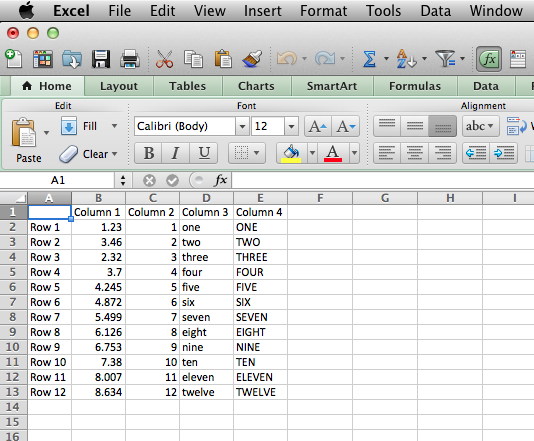 Excel File Edit View Insert Format Tools Data Window
Home Layout Tables Charts SmartArt Formulas Data
Edit Font Alignment
Fill Calibri (Body) 12 A A abc
Paste Clear B I U A
A1 fx
A B C D E F G H I
1 Column 1 Column 2 Column 3 Column 4
2 Row 1 1.23 1 one ONE
3 Row 2 3.46 2 two TWO
4 Row 3 2.32 3 three THREE
5 Row 4 3.7 4 four FOUR
6 Row 5 4.245 5 five FIVE
7 Row 6 4.872 6 six SIX
8 Row 7 5.499 7 seven SEVEN
9 Row 8 6.126 8 eight EIGHT
10 Row 9 6.753 9 nine NINE
11 Row 10 7.38 10 ten TEN
12 Row 11 8.007 11 eleven ELEVEN
13 Row 12 8.634 12 twelve TWELVE
14
15
16